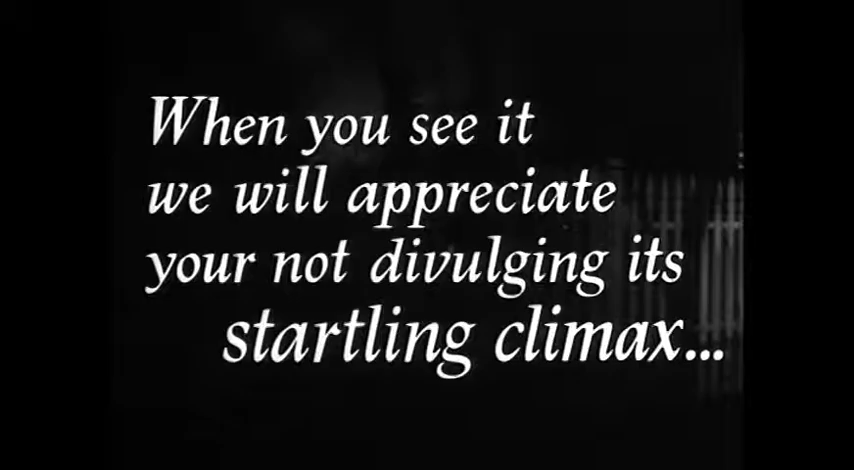 When you see it
we will appreciate
your not divulging its
startling climax...